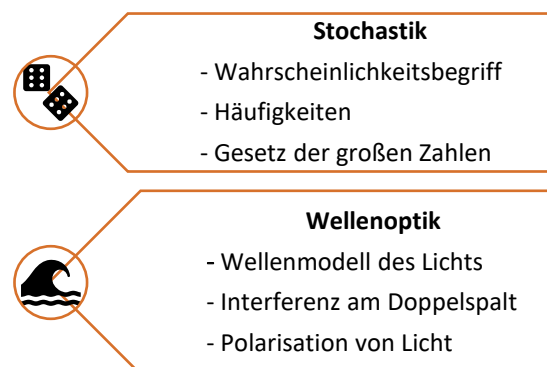 Stochastik
- Wahrscheinlichkeitsbegriff
- Häufigkeiten
- Gesetz der großen Zahlen
Wellenoptik
- Wellenmodell des Lichts
- Interferenz am Doppelspalt
- Polarisation von Licht